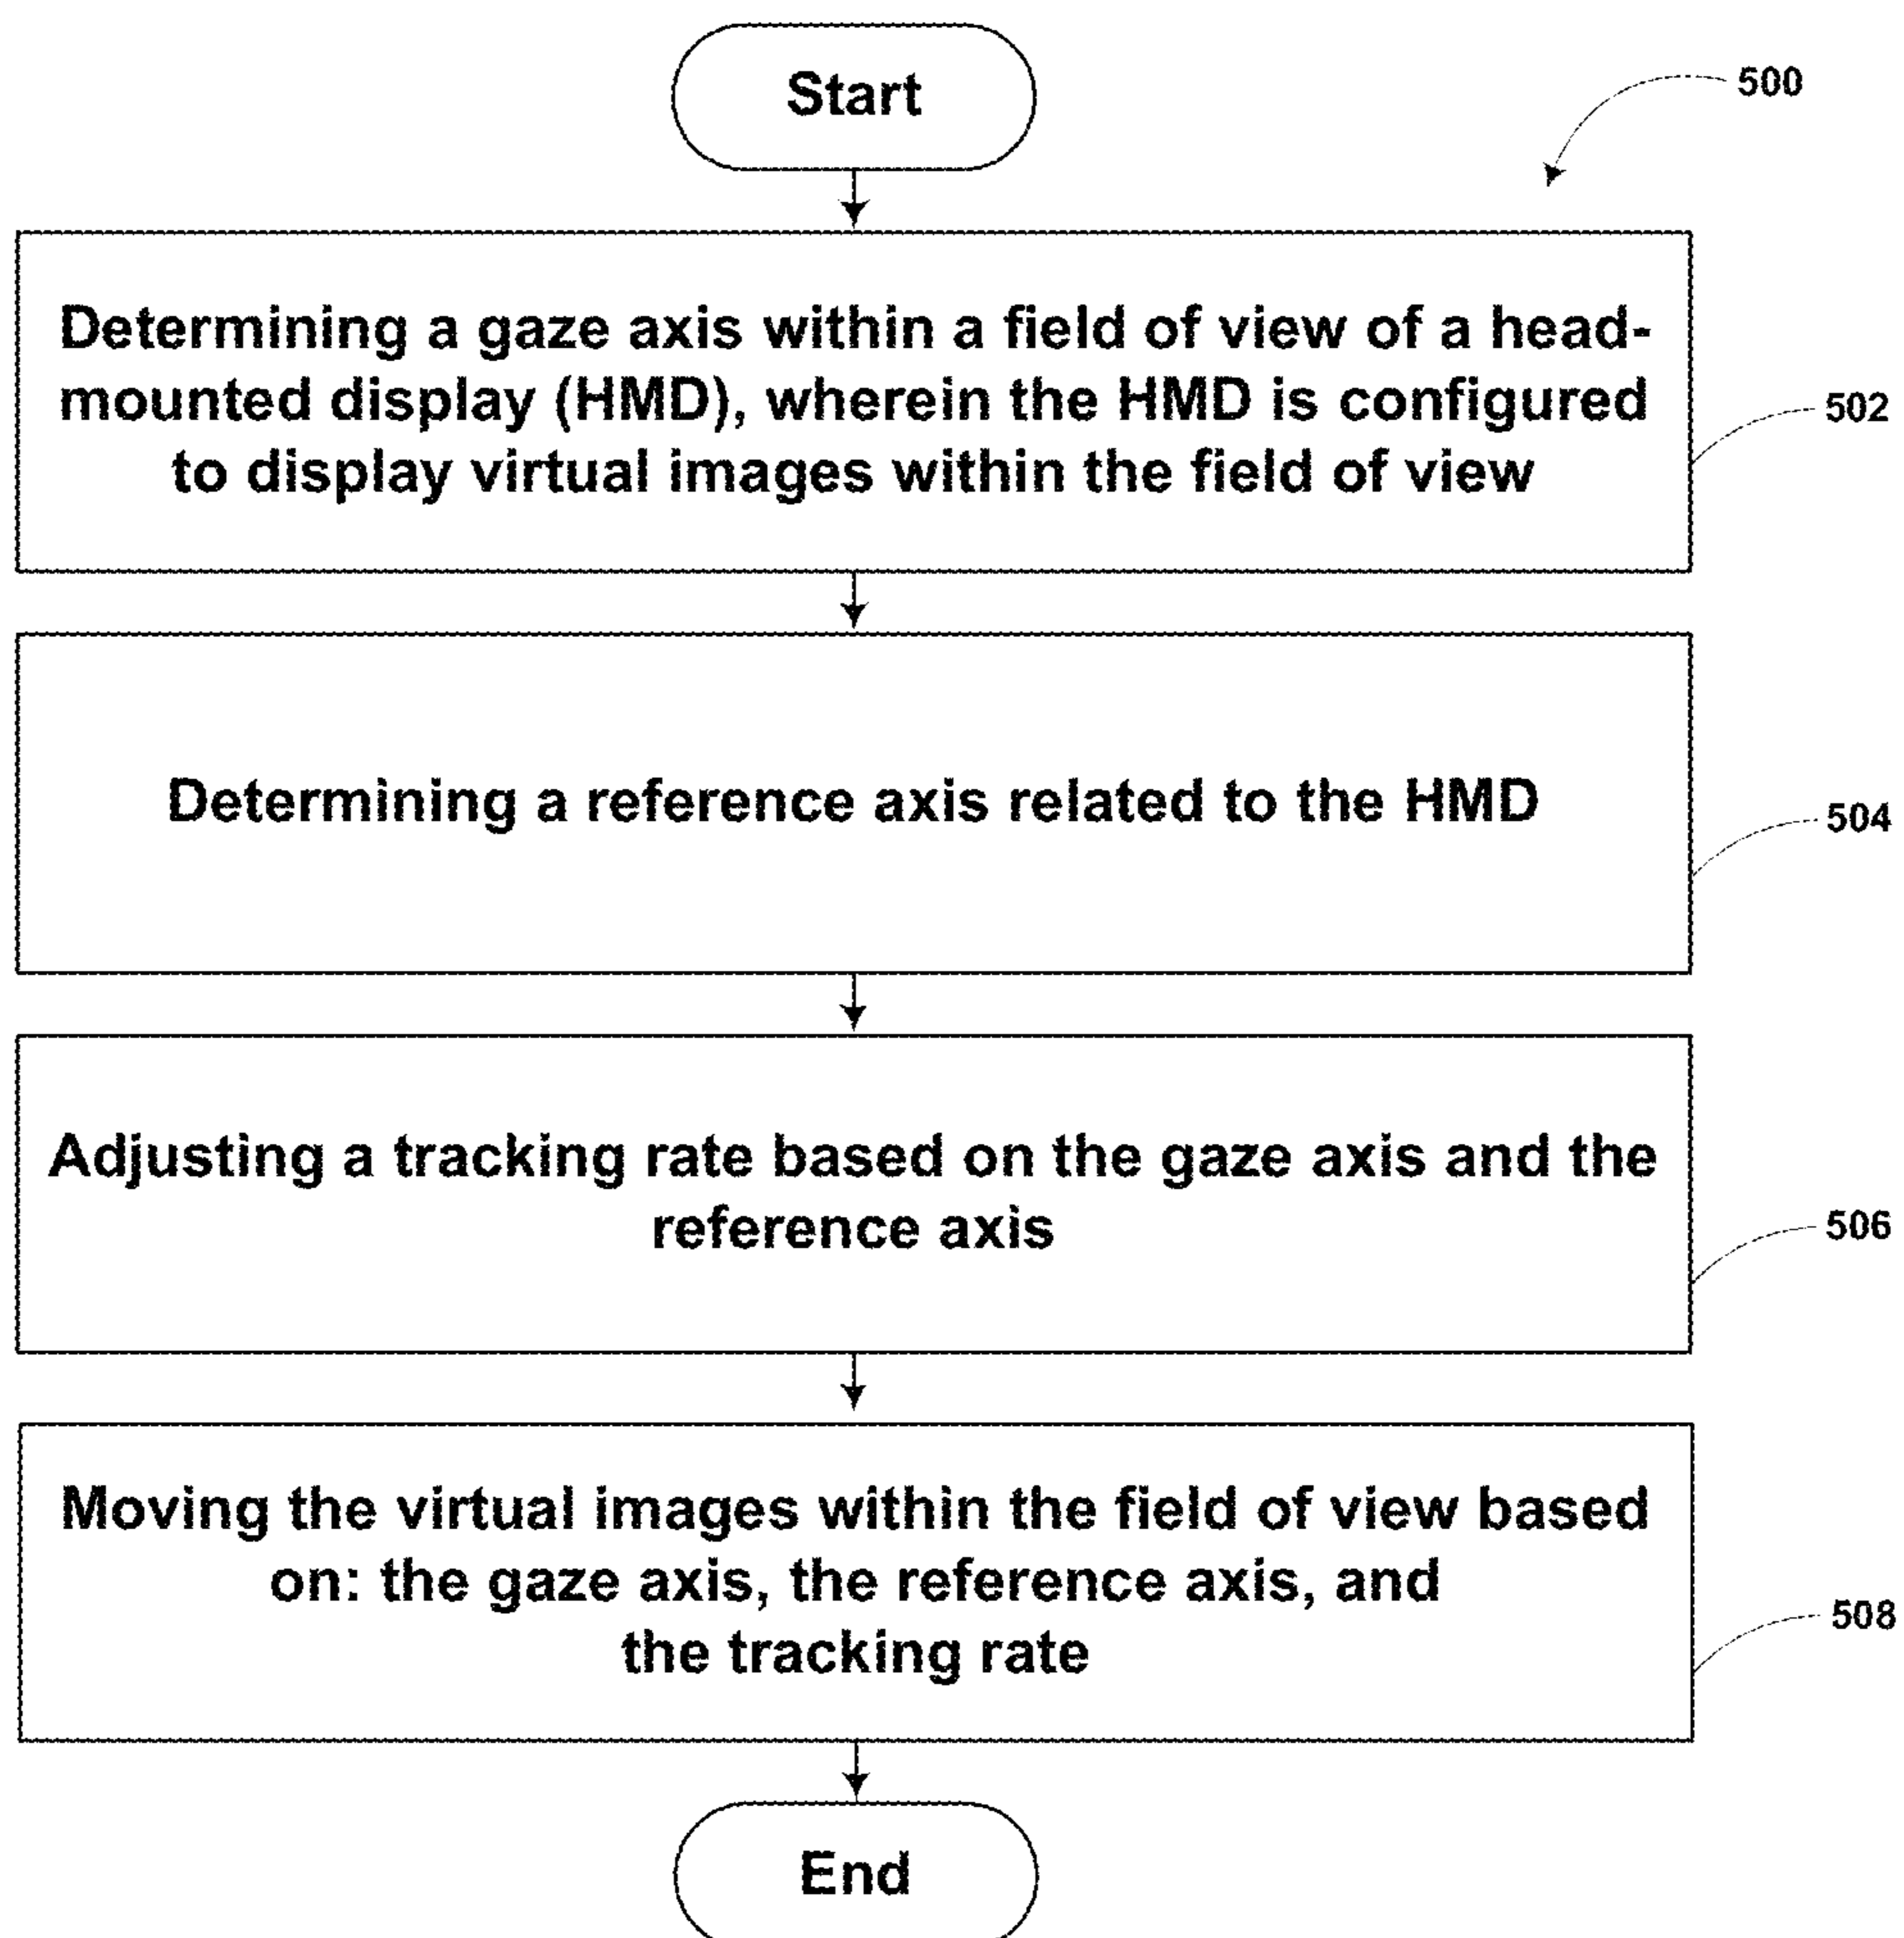 Start
500
Determining a gaze axis within a field of view of a head-
mounted display (HMD), wherein the HMD is configured
to display virtual images within the field of view
502
Determining a reference axis related to the HMD
504
Adjusting a tracking rate based on the gaze axis and the
reference axis
506
Moving the virtual images within the field of view based
on: the gaze axis, the reference axis, and
the tracking rate
508
End